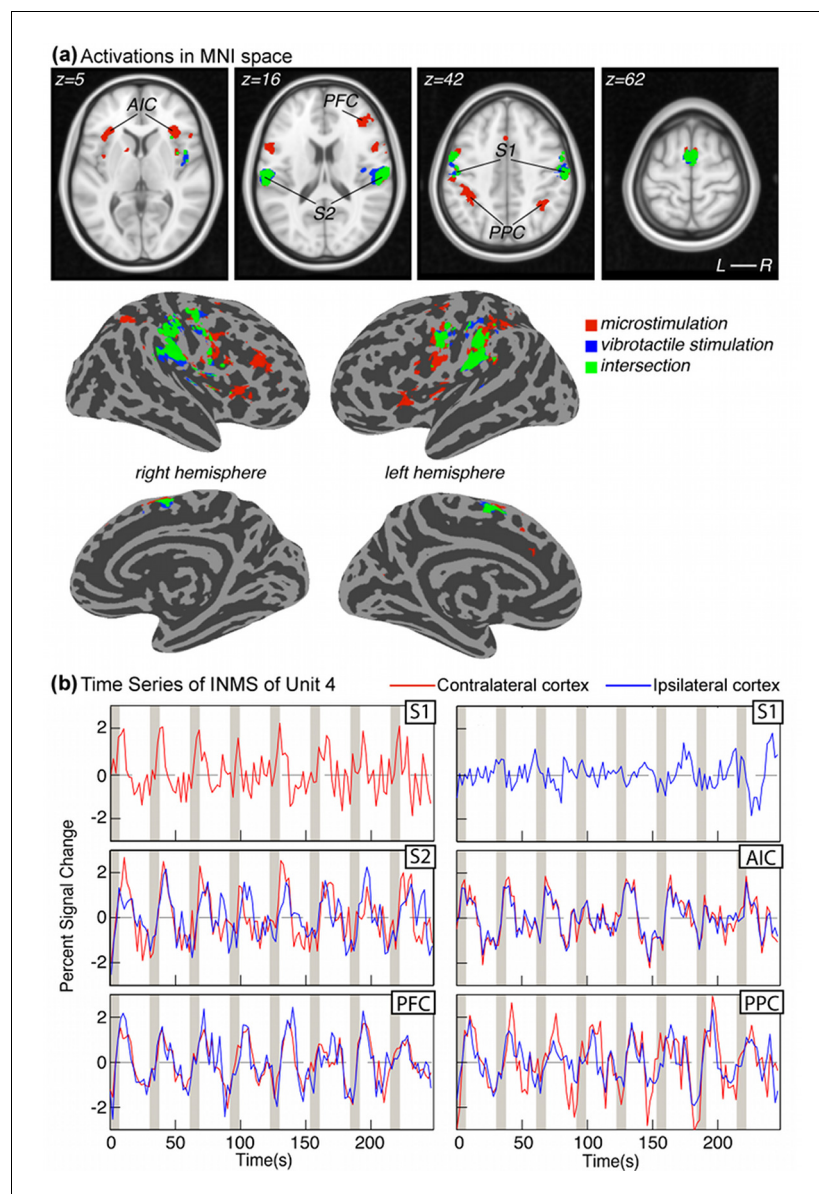 (a) Activations in MNI space
z=5
AIC
z=16
PFC
S2
z=42
S1
PPC
z=62
L R
microstimulation
vibrotactile stimulation
intersection
right hemisphere
left hemisphere
(b) Time Series of INMS of Unit 4
Contralateral cortex
Ipsilateral cortex
Percent Signal Change
S1
2
0
-2
S1
S2
2
0
-2
AIC
PFC
2
0
-2
PPC
0 50 100 150 200
Time(s)
0 50 100 150 200
Time(s)